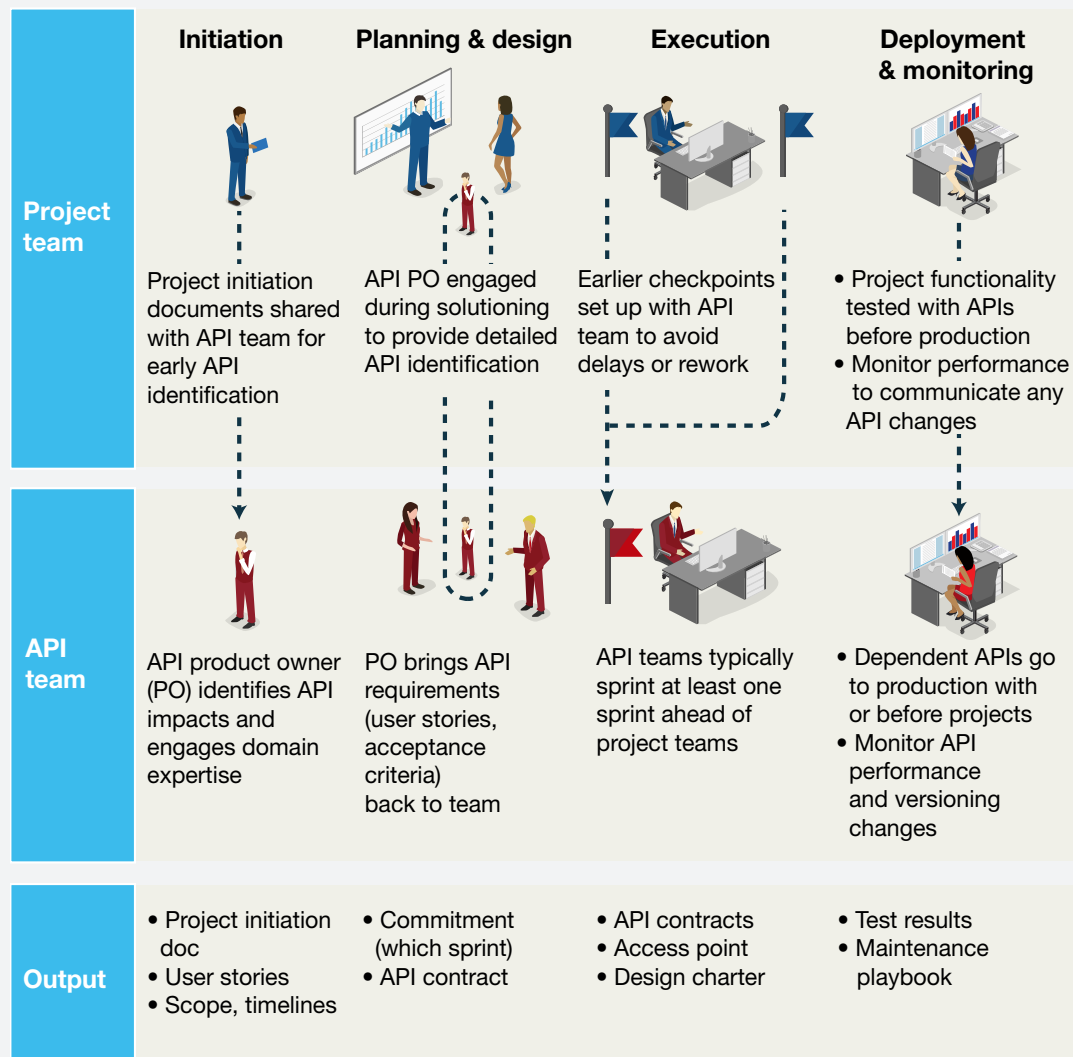 Initiation
Planning & design
Execution
Deployment
& monitoring
Project
team
Project initiation
documents shared
with API team for
early API
identification
API PO engaged
during solutioning
to provide detailed
API identification
Earlier checkpoints
set up with API
team to avoid
delays or rework
• Project functionality
tested with APIs
before production
• Monitor performance
to communicate any
API changes
API
team
API product owner
(PO) identifies API
impacts and
engages domain
expertise
PO brings API
requirements
(user stories,
acceptance
criteria)
back to team
API teams typically
sprint at least one
sprint ahead of
project teams
• Dependent APIs go
to production with
or before projects
• Monitor API
performance
and versioning
changes
Output
• Project initiation
doc
• User stories
• Scope, timelines
• Commitment
(which sprint)
• API contract
• API contracts
• Access point
• Design charter
• Test results
• Maintenance
playbook